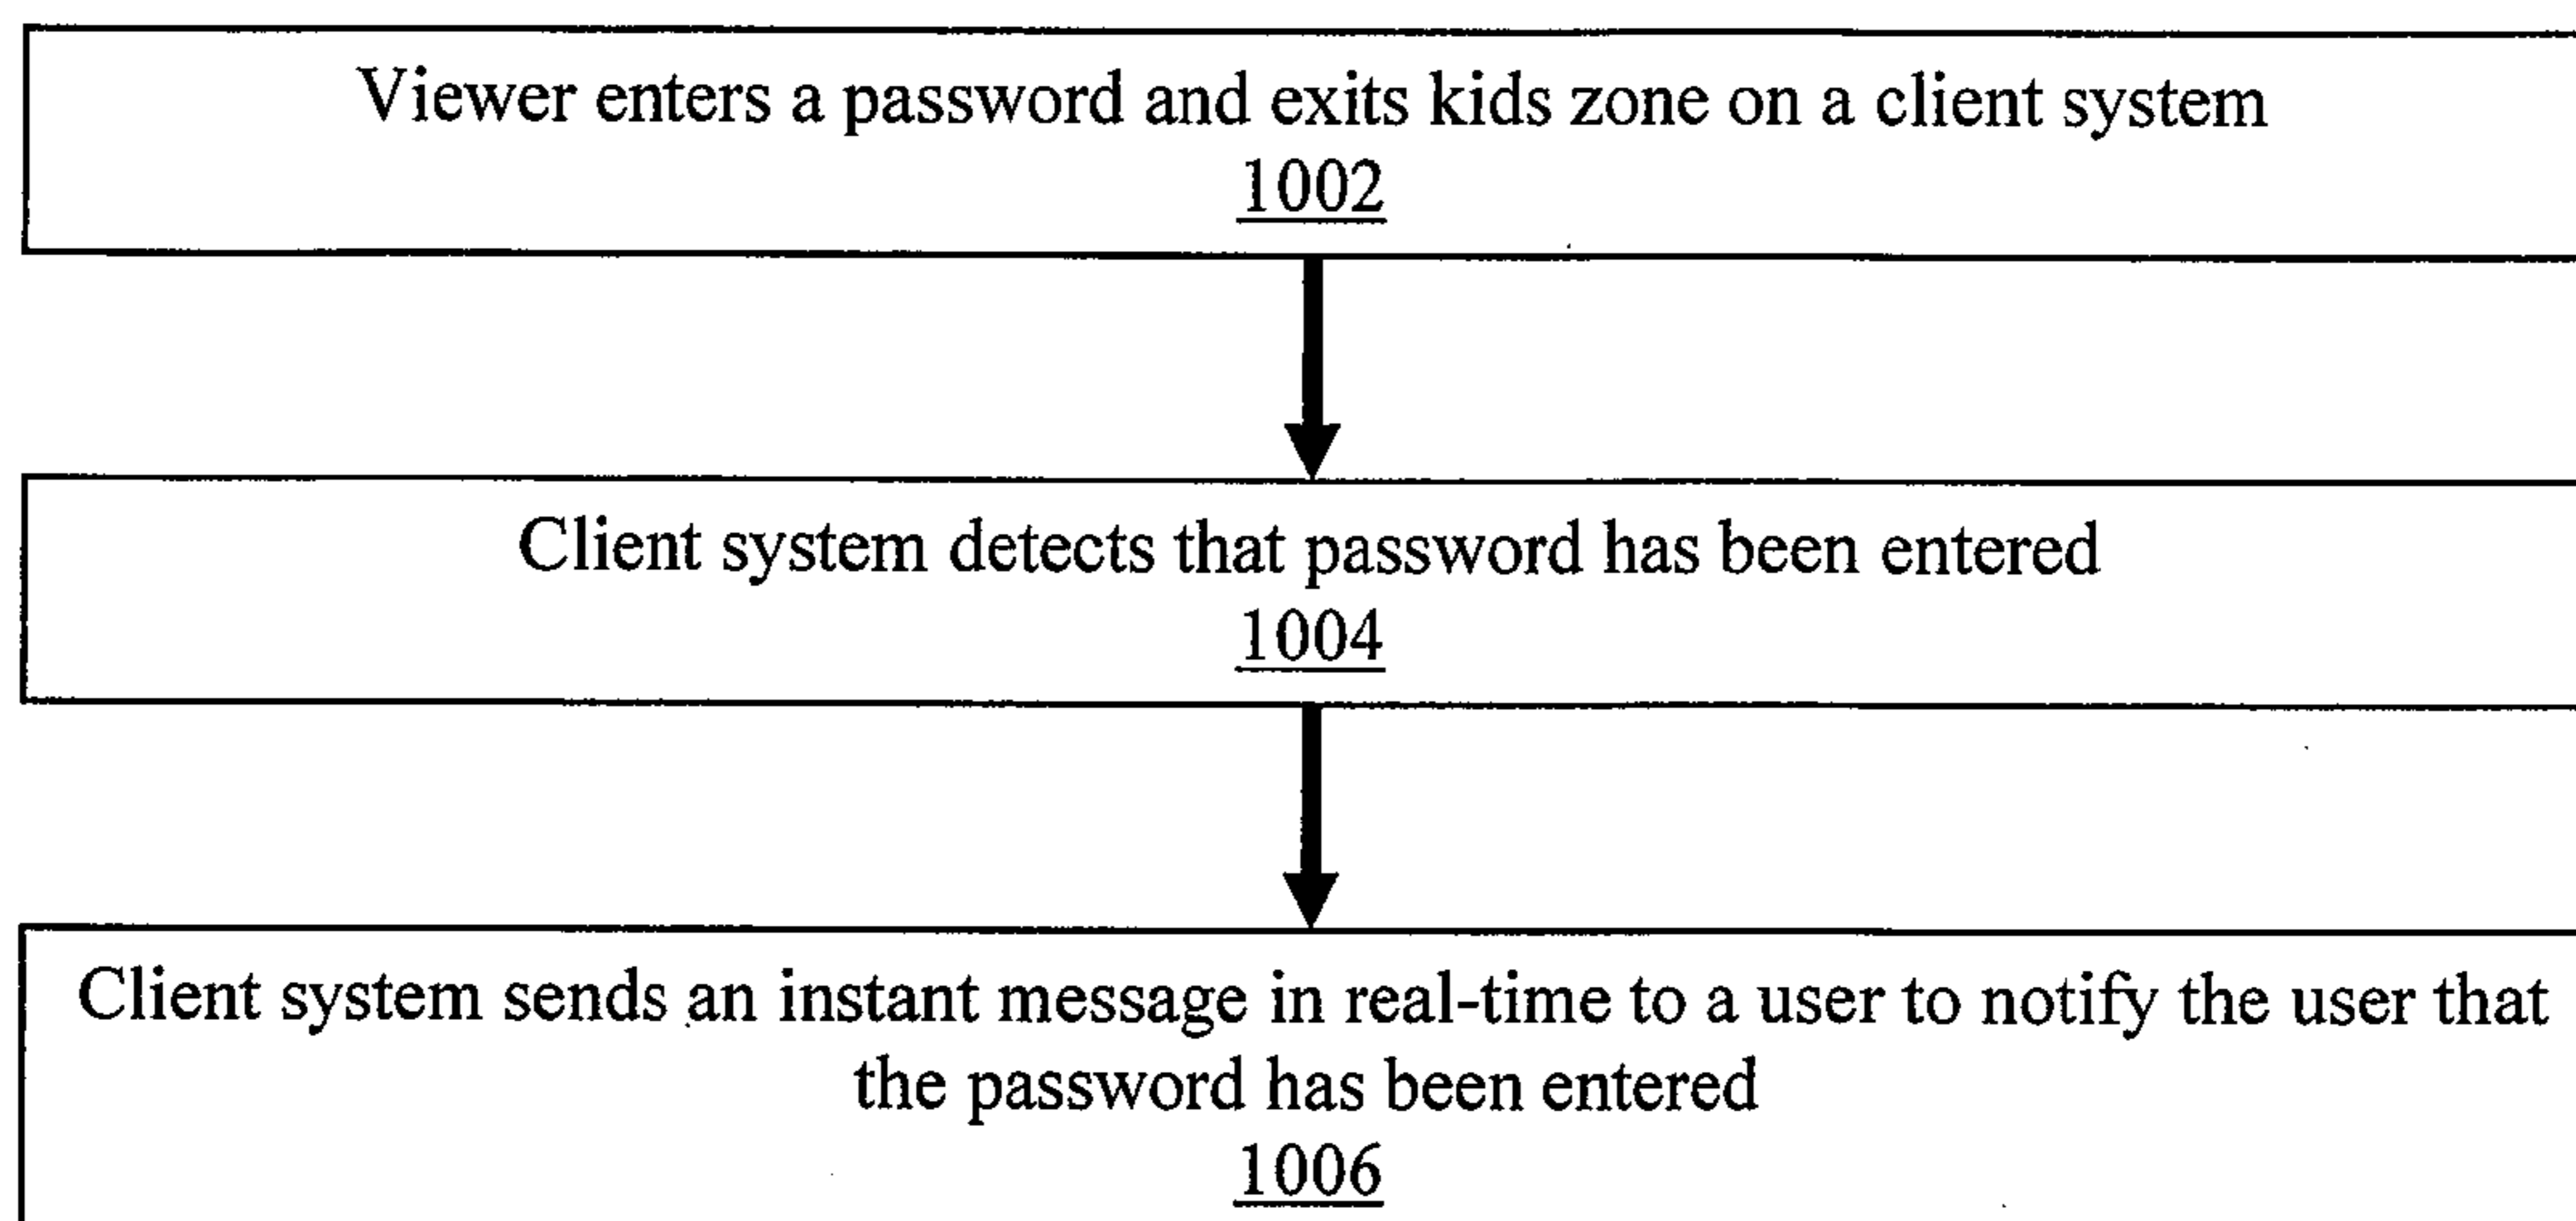 Viewer enters a password and exits kids zone on a client system
1002
Client system detects that password has been entered
1004
Client system sends an instant message in real-time to a user to notify the user that
the password has been entered
1006